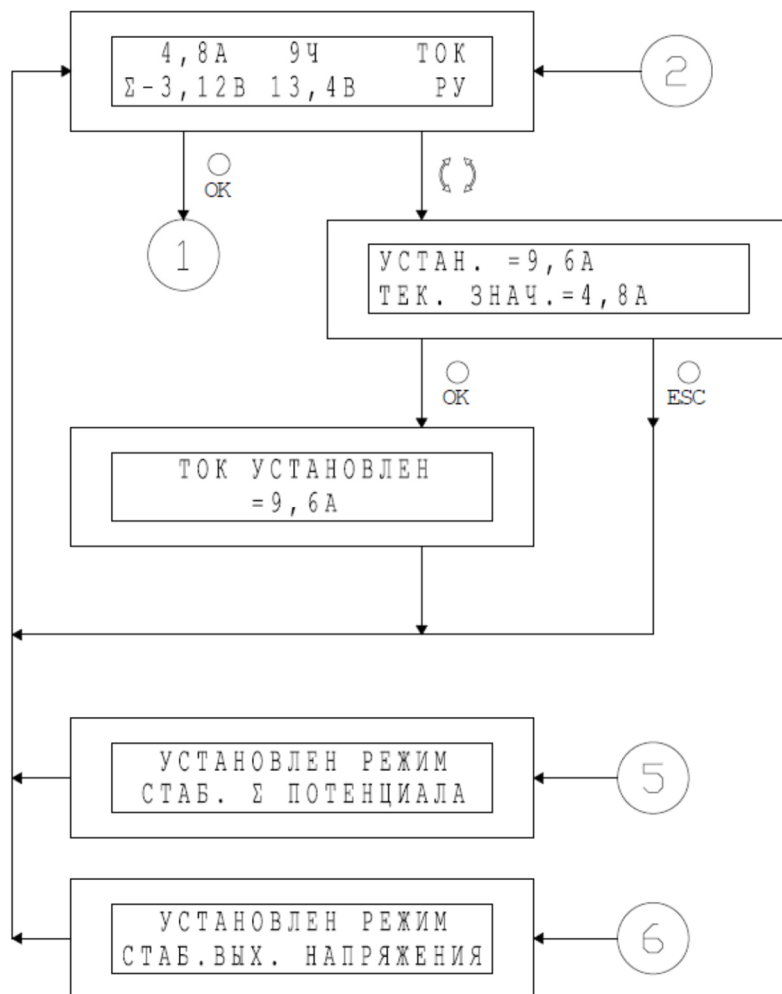 4,8А 9Ч ТОК
Σ-3,12В 13,4В РУ
2
OK
1
УСТАН. =9,6А
ТЕК. ЗНАЧ.=4,8А
OK
ESC
ТОК УСТАНОВЛЕН
=9,6А
УСТАНОВЛЕН РЕЖИМ
СТАБ. Σ ПОТЕНЦИАЛА
5
УСТАНОВЛЕН РЕЖИМ
СТАБ.ВЫХ. НАПРЯЖЕНИЯ
6